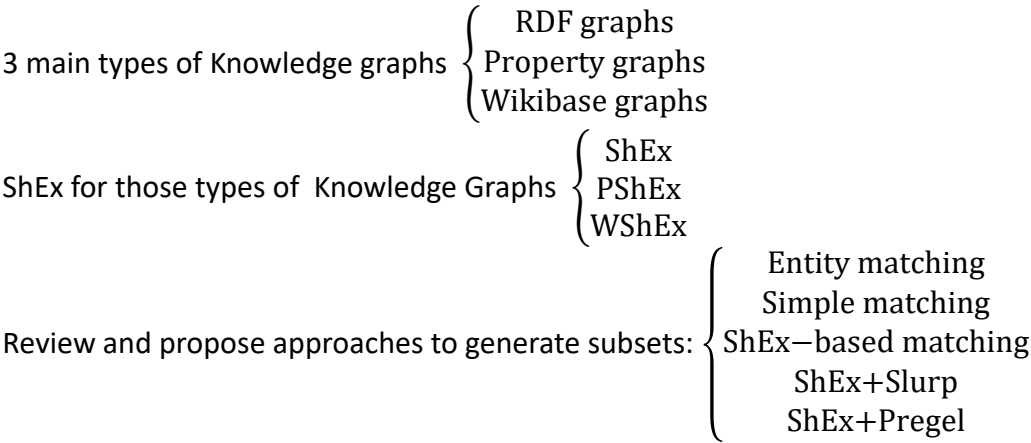 3 main types of Knowledge graphs
RDF graphs
Property graphs
Wikibase graphs
ShEx for those types of Knowledge Graphs
ShEx
PShEx
WShEx
Review and propose approaches to generate subsets:
Entity matching
Simple matching
ShEx−based matching
ShEx+Slurp
ShEx+Pregel